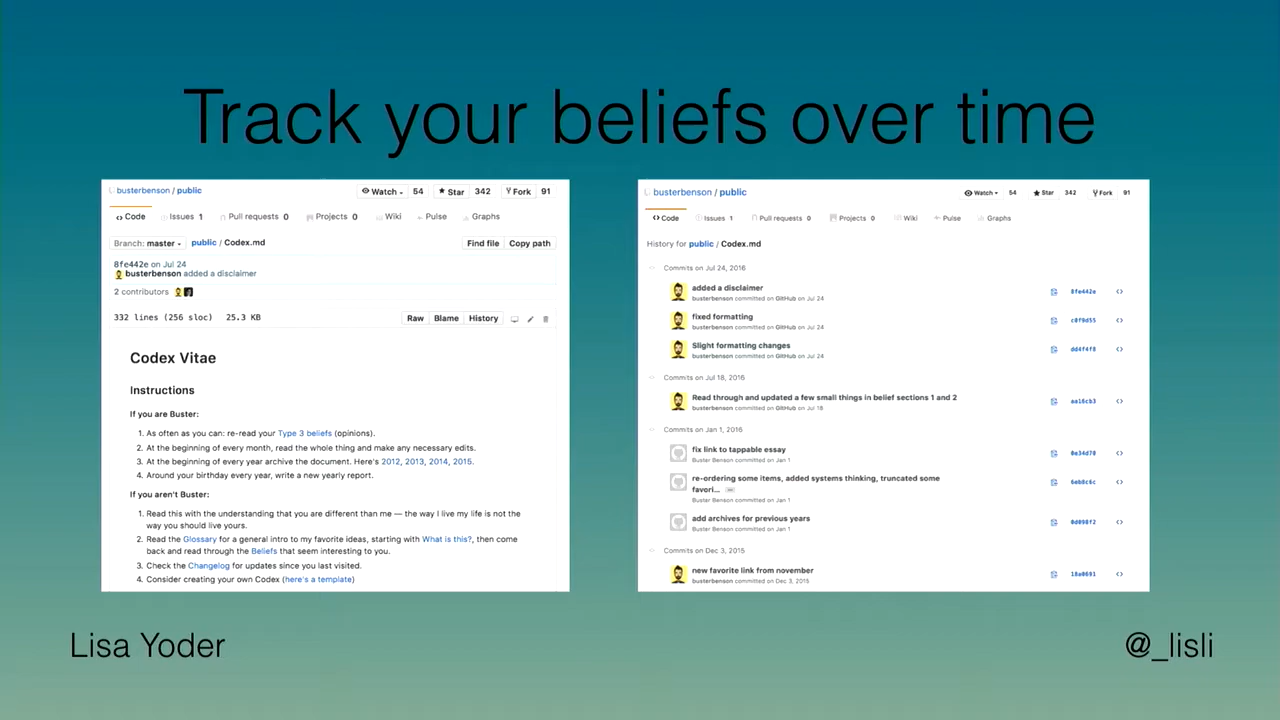 Track your beliefs over time
busterbenson / public
Watch 54 Star 342 Fork 91
Code Issues 1 Pull requests 0 Projects 0 Wiki Pulse Graphs
Branch: master public / Codex.md Find file Copy path
8fe442e on Jul 24
busterbenson added a disclaimer
2 contributors
332 lines (256 sloc) 25.3 KB Raw Blame History
Codex Vitae
Instructions
If you are Buster:
1. As often as you can: re-read your Type 3 beliefs (opinions).
2. At the beginning of every month, read the whole thing and make any necessary edits.
3. At the beginning of every year archive the document. Here's 2012, 2013, 2014, 2015.
4. Around your birthday every year, write a new yearly report.
If you aren't Buster:
1. Read this with the understanding that you are different than me — the way I live my life is not the
way you should live yours.
2. Read the Glossary for a general intro to my favorite ideas, starting with What is this?, then come
back and read through the Beliefs that seem interesting to you.
3. Check the Changelog for updates since you last visited.
4. Consider creating your own Codex (here's a template)
busterbenson / public
Watch 54 Star 342 Fork 91
Code Issues 1 Pull requests 0 Projects 0 Wiki Pulse Graphs
History for public / Codex.md
Commits on Jul 24, 2016
added a disclaimer
busterbenson committed on GitHub on Jul 24 8fe442e
fixed formatting
busterbenson committed on GitHub on Jul 24
Slight formatting changes
busterbenson committed on GitHub on Jul 24 dd4f4f8
Commits on Jul 18, 2016
Read through and updated a few small things in belief sections 1 and 2
busterbenson committed on GitHub on Jul 18 aa16cb3
Commits on Jan 1, 2016
fix link to tappable essay
Buster Benson committed on Jan 1 0e34d70
re-ordering some items, added systems thinking, truncated some
favori... 
Buster Benson committed on Jan 1
add archives for previous years
Buster Benson committed on Jan 1 0d098f2
Commits on Dec 3, 2015
new favorite link from november
busterbenson committed on Dec 3, 2015 18a0691
Lisa Yoder
@_lisli